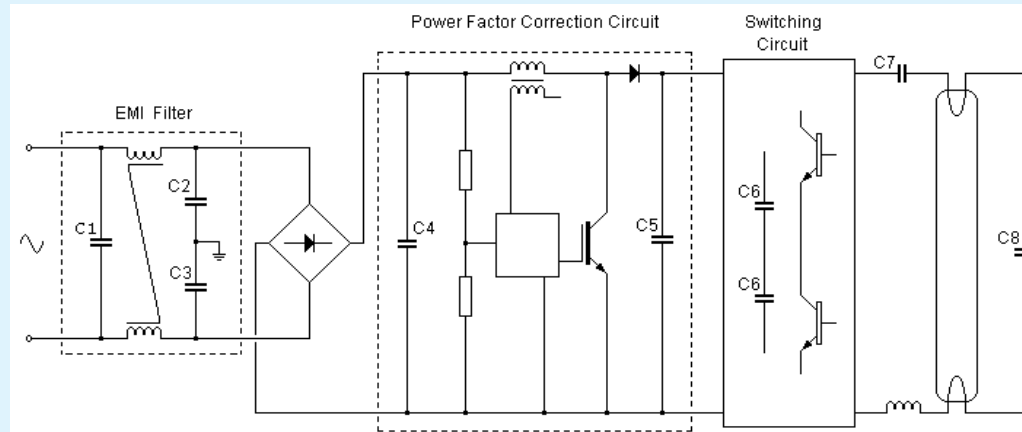 Power Factor Correction Circuit
Switching
Circuit
EMI Filter
C1
C2
C3
C4
C5
C6
C6
C7
C8